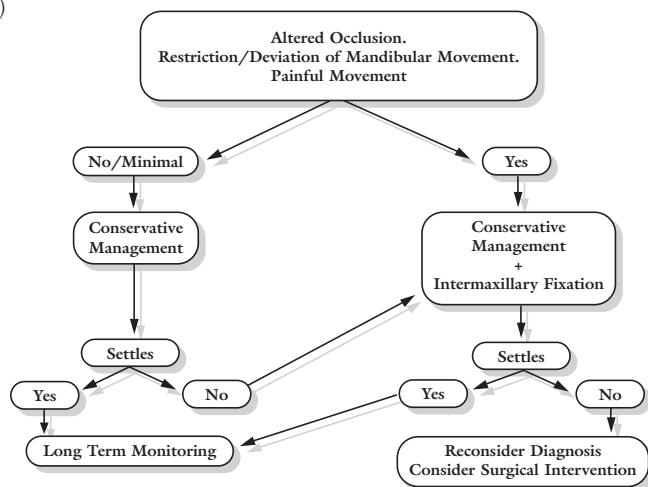 )
Altered Occlusion.
Restriction/Deviation of Mandibular Movement.
Painful Movement
No/Minimal
Yes
Conservative
Management
Conservative
Management
+
Intermaxillary Fixation
Settles
Settles
Yes
No
Yes
No
Long Term Monitoring
Reconsider Diagnosis
Consider Surgical Intervention